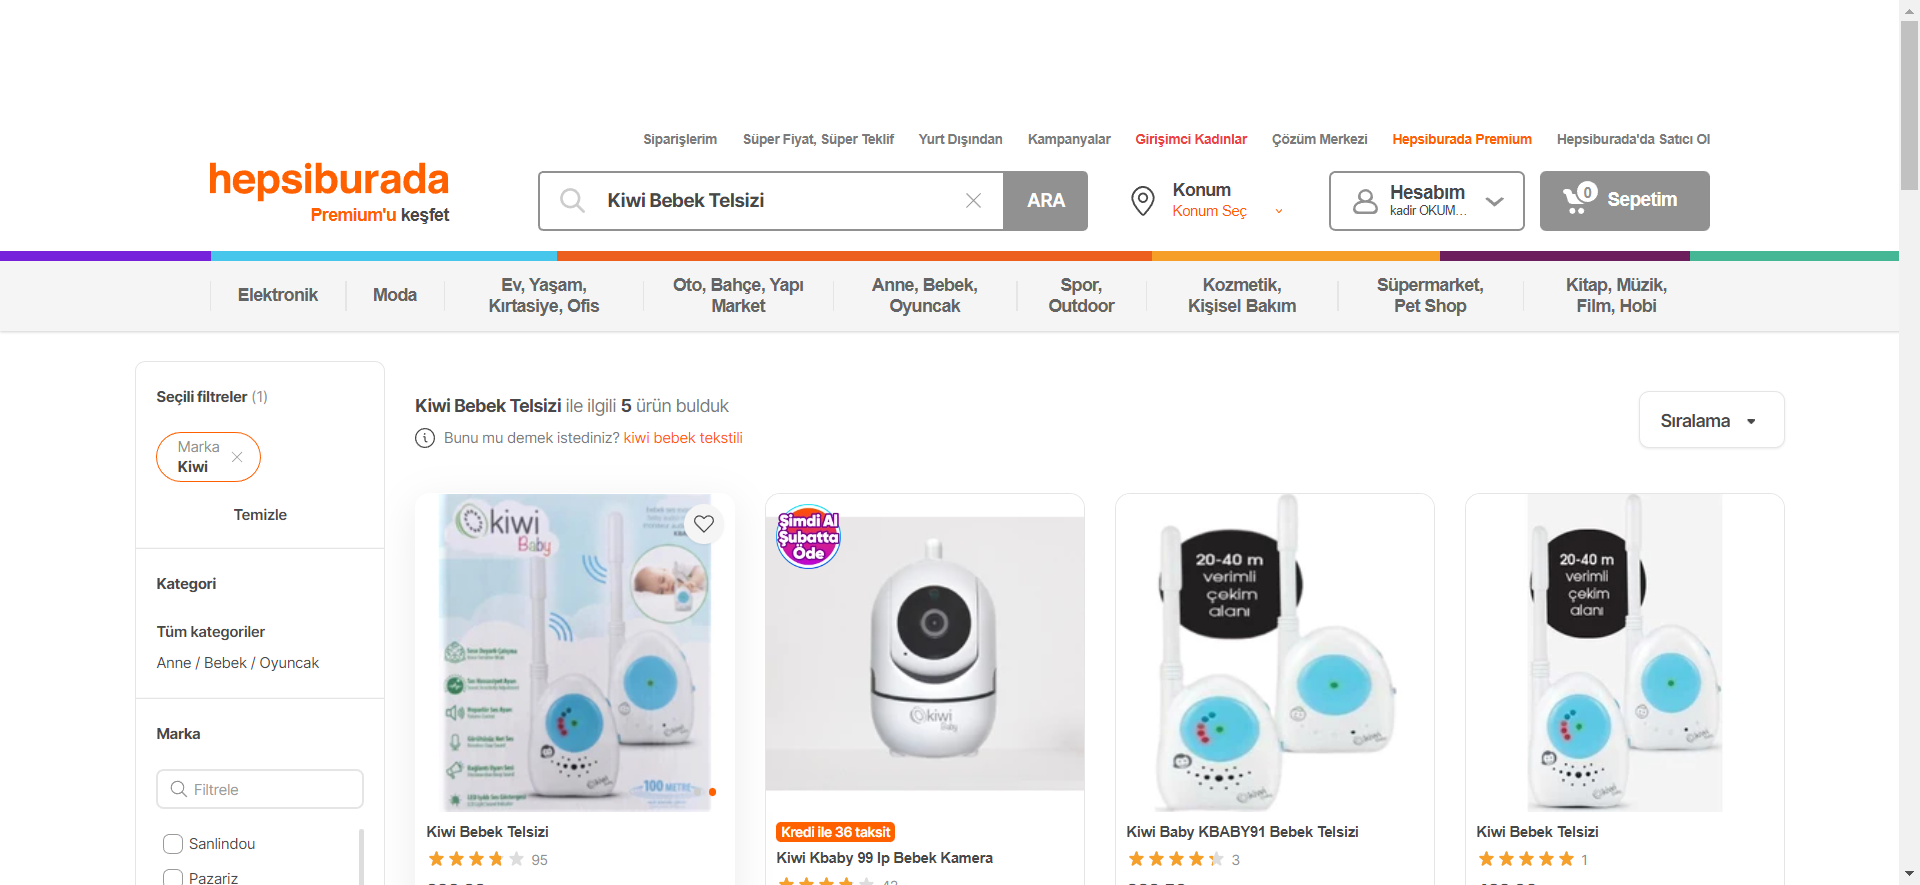 Siparişlerim Süper Fiyat, Süper Teklif Yurt Dışından Kampanyalar Girişimci Kadınlar Çözüm Merkezi Hepsiburada Premium Hepsiburada'da Satıcı Ol
hepsiburada
Premium'u keşfet
Kiwi Bebek Telsizi
ARA
Konum
Konum Seç
Hesabım
kadir OKUM...
0
Sepetim
Elektronik
Moda
Ev, Yaşam,
Kırtasiye, Ofis
Oto, Bahçe, Yapı
Market
Anne, Bebek,
Oyuncak
Spor,
Outdoor
Kozmetik,
Kişisel Bakım
Süpermarket,
Pet Shop
Kitap, Müzik,
Film, Hobi
Seçili filtreler (1)
Marka
Kiwi
Temizle
Kategori
Tüm kategoriler
Anne / Bebek / Oyuncak
Marka
Filtrele
Sanlindou
Pazariz
Kiwi Bebek Telsizi ile ilgili 5 ürün bulduk
Bunu mu demek istediniz? kiwi bebek tekstili
Sıralama
kiwi
Baby
100 METRE
Kiwi Bebek Telsizi
95
Şimdi Al
Şubatta
Öde
kiwi
Baby
Kredi ile 36 taksit
Kiwi Kbaby 99 Ip Bebek Kamera
20-40 m
verimli
çekim
alanı
kiwi
Kiwi Baby KBABY91 Bebek Telsizi
3
20-40 m
verimli
çekim
alanı
kiwi
Kiwi Bebek Telsizi
1